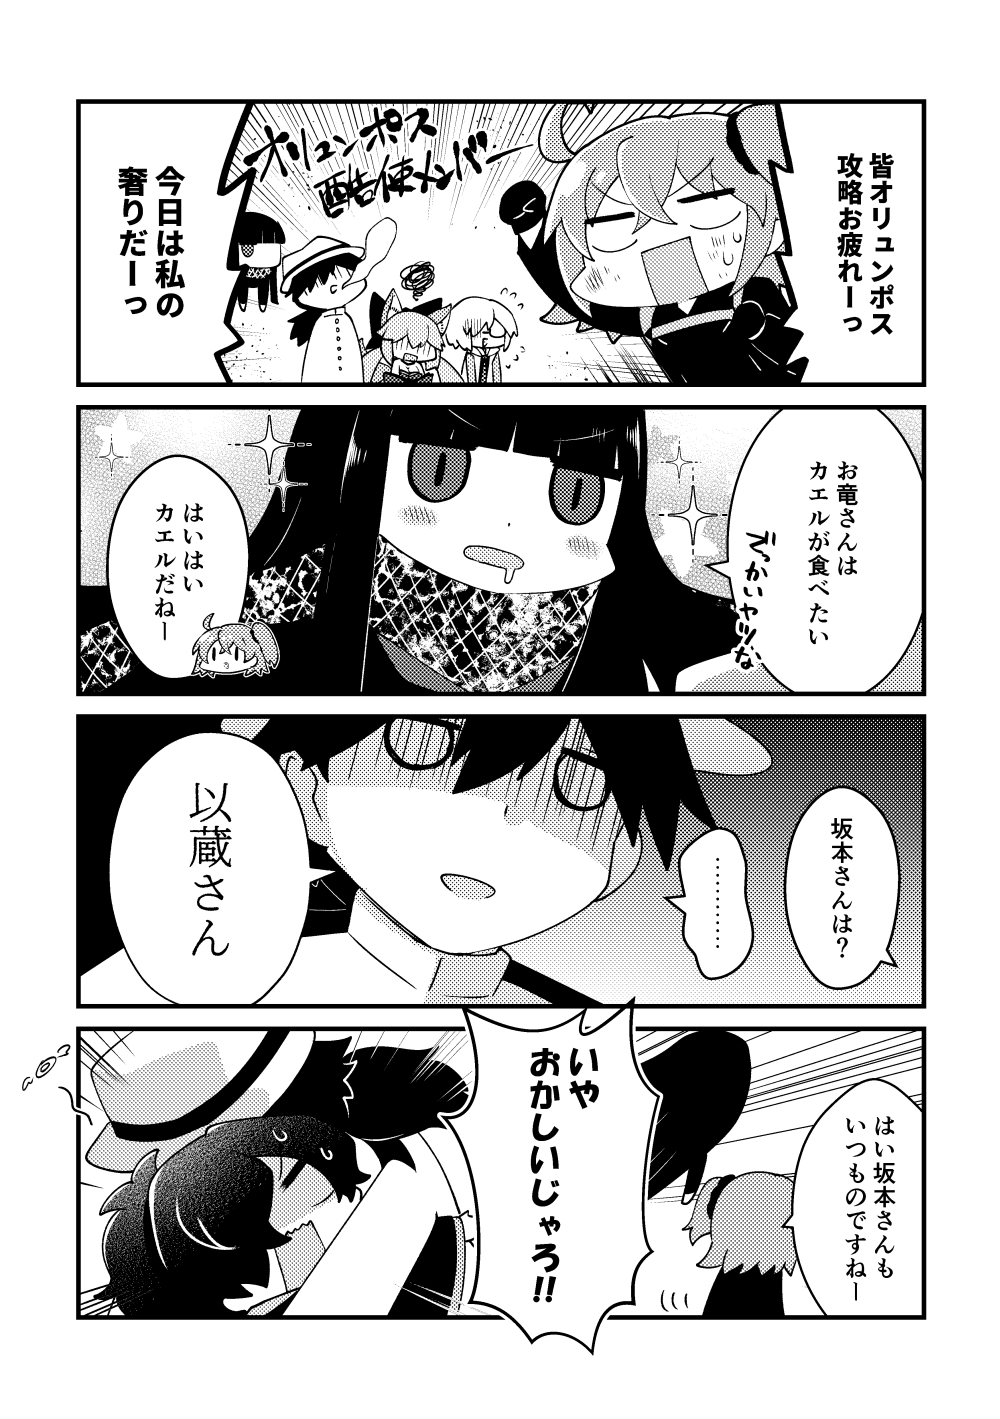 皆オリュンポス
攻略お疲れーっ
オリュンポス
酷使メンバー
今日は私の
奢りだーっ
お竜さんは
カエルが食べたい
でっかいヤツな
はいはい
カエルだねー
坂本さんは?
………
以蔵さん
はい坂本さんも
いつものですねー
いや
おかしいじゃろ!!